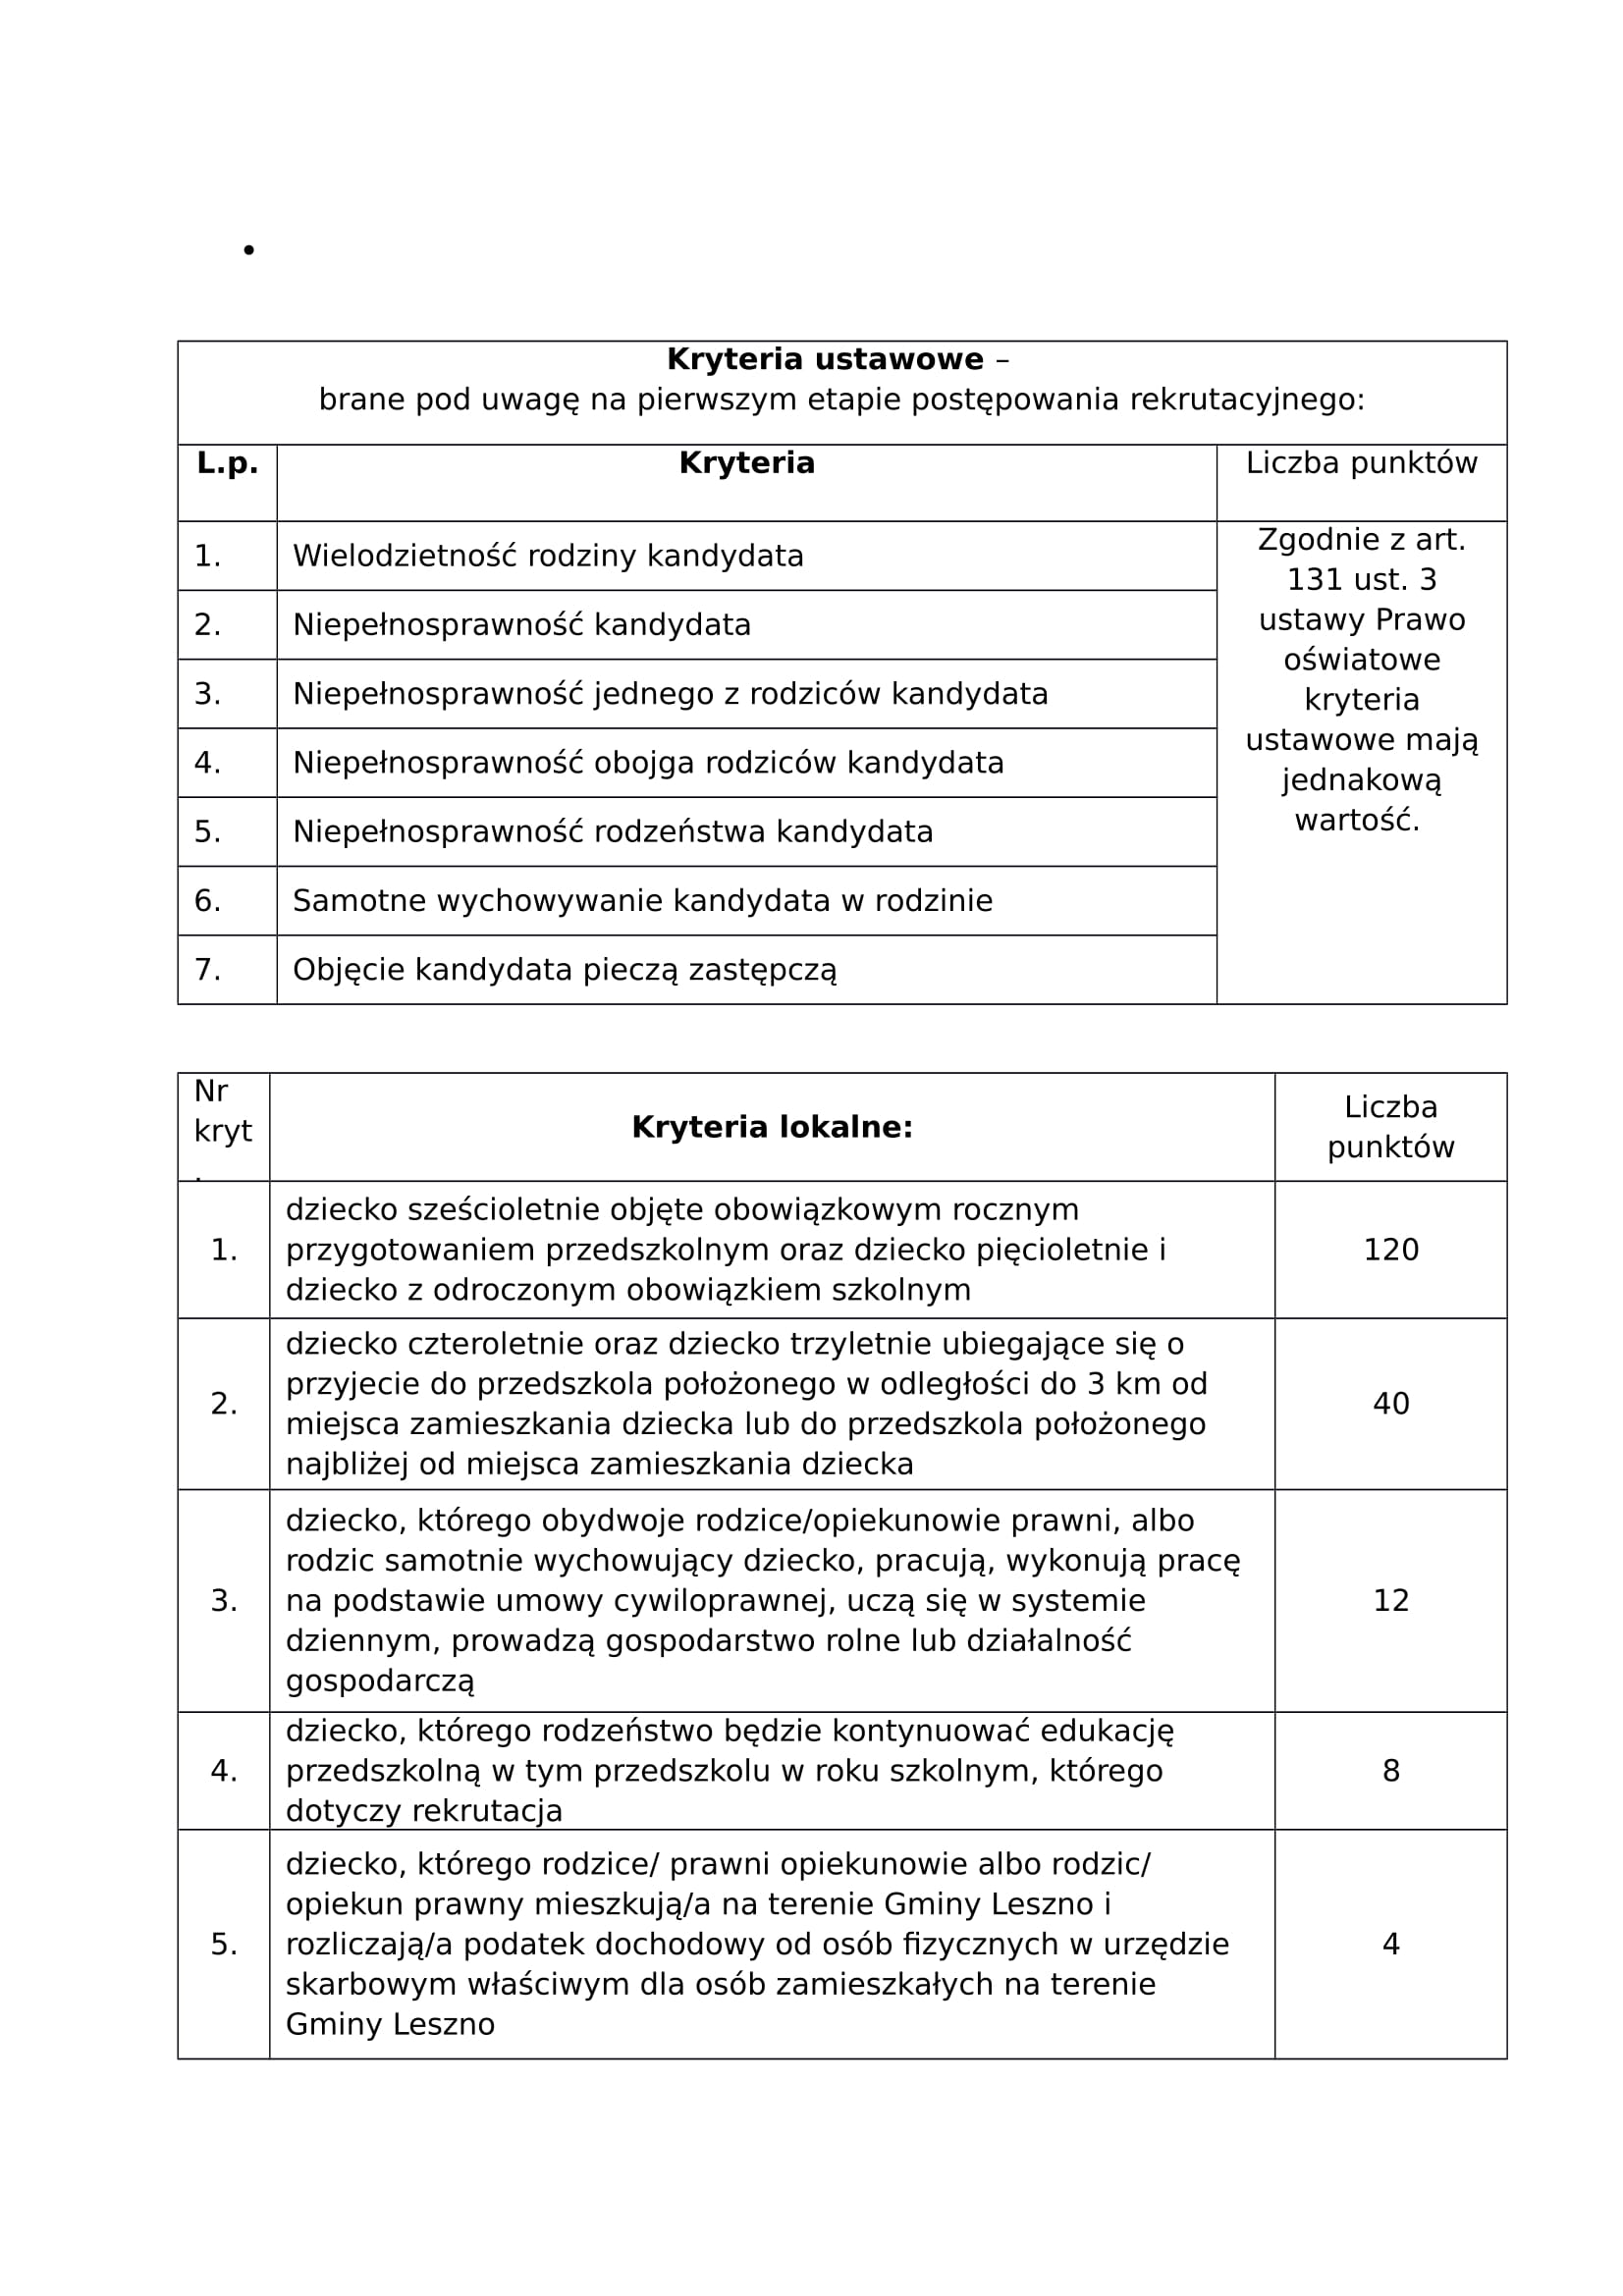 •
Kryteria ustawowe –
brane pod uwagę na pierwszym etapie postępowania rekrutacyjnego:
L.p.
Kryteria
Liczba punktów
1.
Wielodzietność rodziny kandydata
2.
Niepełnosprawność kandydata
3.
Niepełnosprawność jednego z rodziców kandydata
4.
Niepełnosprawność obojga rodziców kandydata
5.
Niepełnosprawność rodzeństwa kandydata
6.
Samotne wychowywanie kandydata w rodzinie
7.
Objęcie kandydata pieczą zastępczą
Zgodnie z art.
131 ust. 3
ustawy Prawo
oświatowe
kryteria
ustawowe mają
jednakową
wartość.
Nr
kryt
.
Kryteria lokalne:
Liczba
punktów
1.
dziecko sześcioletnie objęte obowiązkowym rocznym
przygotowaniem przedszkolnym oraz dziecko pięcioletnie i
dziecko z odroczonym obowiązkiem szkolnym
120
2.
dziecko czteroletnie oraz dziecko trzyletnie ubiegające się o
przyjecie do przedszkola położonego w odległości do 3 km od
miejsca zamieszkania dziecka lub do przedszkola położonego
najbliżej od miejsca zamieszkania dziecka
40
3.
dziecko, którego obydwoje rodzice/opiekunowie prawni, albo
rodzic samotnie wychowujący dziecko, pracują, wykonują pracę
na podstawie umowy cywiloprawnej, uczą się w systemie
dziennym, prowadzą gospodarstwo rolne lub działalność
gospodarczą
12
4.
dziecko, którego rodzeństwo będzie kontynuować edukację
przedszkolną w tym przedszkolu w roku szkolnym, którego
dotyczy rekrutacja
8
5.
dziecko, którego rodzice/ prawni opiekunowie albo rodzic/
opiekun prawny mieszkują/a na terenie Gminy Leszno i
rozliczają/a podatek dochodowy od osób fizycznych w urzędzie
skarbowym właściwym dla osób zamieszkałych na terenie
Gminy Leszno
4